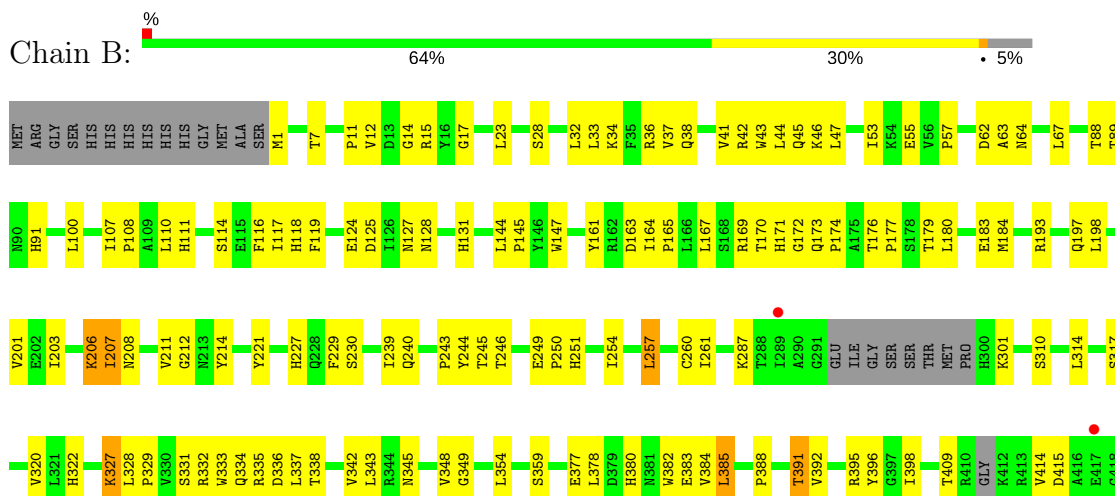 %
Chain B:
64% 30% • 5%
MET ARG GLY SER HIS HIS HIS HIS HIS HIS GLY MET ALA SER M1 T7 P11 V12 D13 G14 R15 Y16 G17 L23 S28 L32 L33 K34 F35 R36 V37 Q38 V41 R42 W43 L44 Q45 K46 L47 I53 K54 E55 V56 P57 D62 A63 N64 L67 T88 T89
N90 H91 L100 I107 P108 A109 L110 H111 S114 E115 F116 I117 H118 F119 E124 D125 I126 N127 N128 H131 L144 P145 Y146 W147 Y161 R162 D163 I164 P165 L166 L167 S168 R169 T170 H171 G172 Q173 P174 A175 T176 P177 S178 T179 L180 E183 M184 R193 Q197 L198
V201 E202 I203 K206 I207 N208 V211 G212 N213 Y214 Y221 H227 Q228 F229 S230 I239 Q240 P243 Y244 T245 T246 E249 P250 H251 I254 L257 C260 I261 K287 T288 I289 A290 G291 GLU ILE GLY SER SER THR MET PRO H300 K301 S310 L314 S317
V320 L321 H322 K327 L328 P329 V330 S331 R332 W333 Q334 R335 D336 L337 T338 V342 L343 R344 N345 V348 G349 L354 S359 E377 L378 D379 H380 N381 W382 E383 V384 L385 P388 T391 V392 R395 Y396 G397 I398 T409 R410 GLY K412 R413 V414 D415 A416 E417